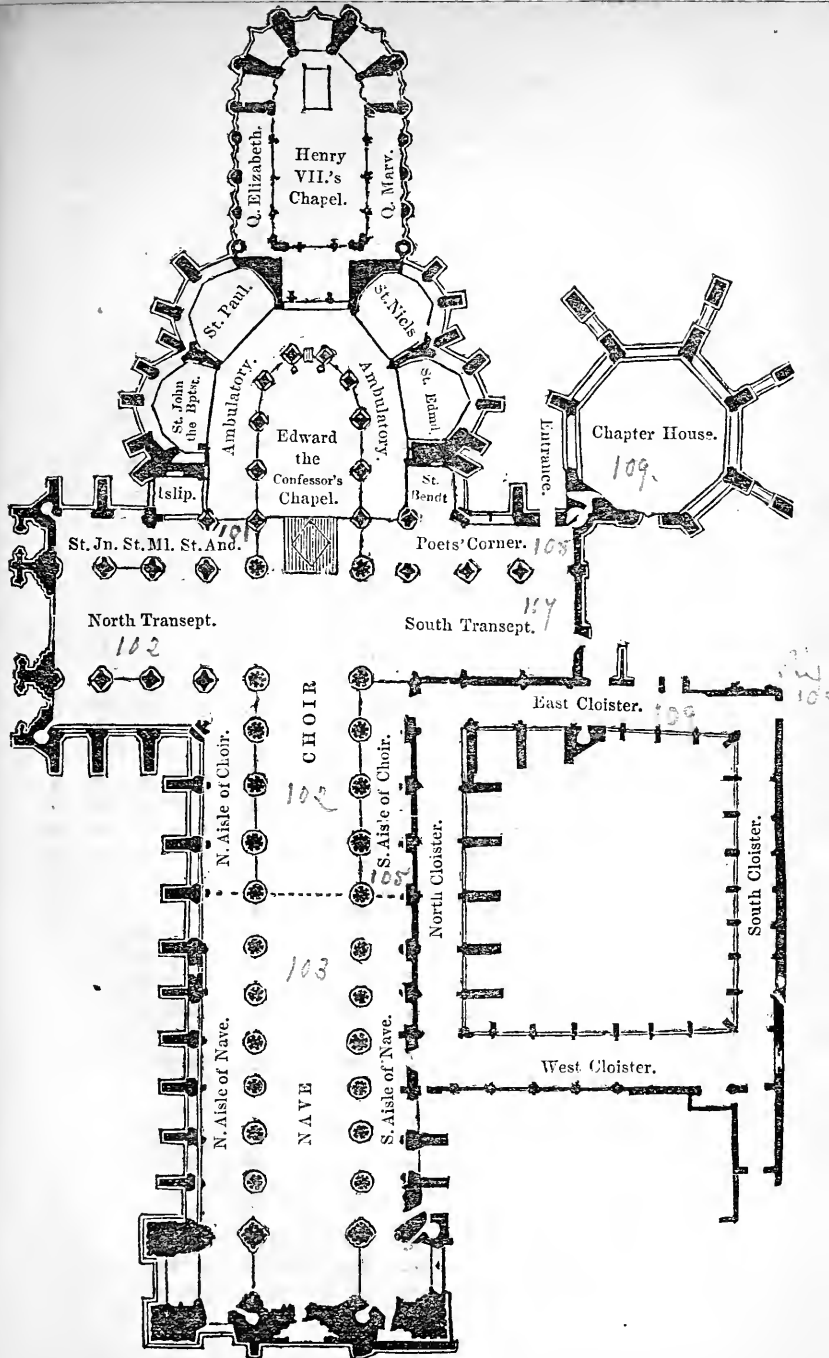 Q. Elizabeth.
Henry
VII.'s
Chapel.
Q. Mary.
St. Paul.
St. Nicls
St. John
the Bptst.
Ambulatory.
Ambulatory.
St. Edmd.
Edward
the
Confessor's
Chapel.
Islip.
St.
Bendt
Entrance.
Chapter House.
109.
St. Jn. St. Ml. St. And.
101
Poets' Corner.
108
North Transept.
102
South Transept.
107
CHOIR
East Cloister.
109
N. Aisle of Choir.
102
S. Aisle of Choir.
105
North Cloister.
South Cloister.
103
N. Aisle of Nave.
NAVE
S. Aisle of Nave.
West Cloister.